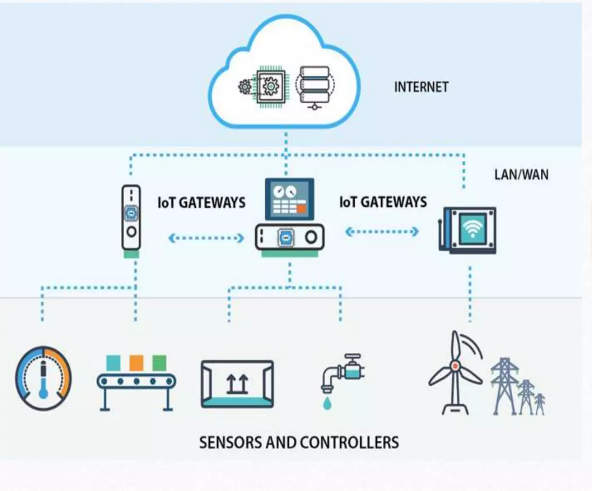 INTERNET
LAN/WAN
IoT GATEWAYS
IoT GATEWAYS
SENSORS AND CONTROLLERS